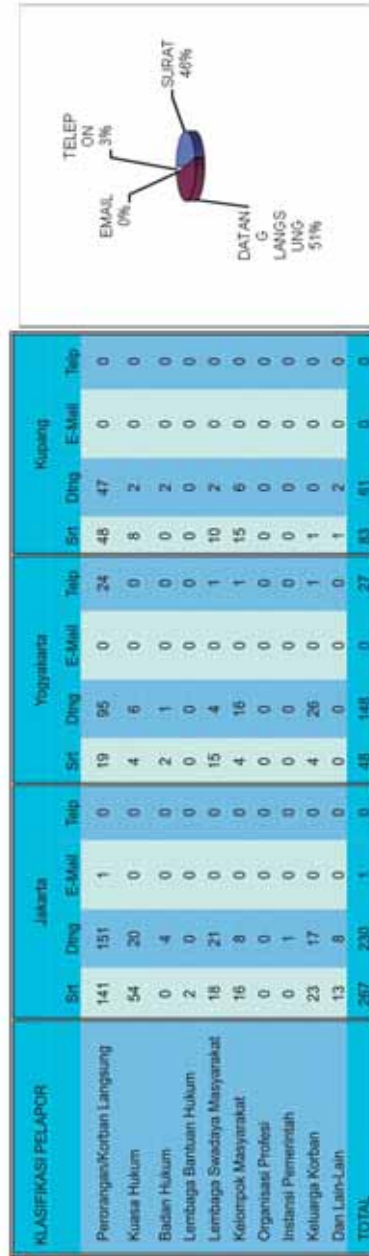 KLASIFIKASI PELAPOR Jakarta Yogyakarta Kupang
Srt Dtng E-Mail Telp Srt Dtng E-Mail Telp Srt Dtng E-Mail Telp
Perorangan/Korban Langsung 141 151 1 0 19 95 0 24 48 47 0 0
Kuasa Hukum 54 20 0 0 4 6 0 0 8 2 0 0
Badan Hukum 0 4 0 0 2 1 0 0 0 2 0 0
Lembaga Bantuan Hukum 2 0 0 0 0 0 0 0 0 0 0 0
Lembaga Swadaya Masyarakat 18 21 0 0 15 4 0 1 10 2 0 0
Kelompok Masyarakat 16 8 0 0 4 16 0 1 15 6 0 0
Organisasi Profesi 0 0 0 0 0 0 0 0 0 0 0 0
Instansi Pemerintah 0 1 0 0 0 0 0 0 0 0 0 0
Keluarga Korban 23 17 0 0 4 26 0 1 1 0 0 0
Dan Lain-Lain 13 8 0 0 0 0 0 0 1 2 0 0
TOTAL 267 230 1 0 48 148 0 27 83 61 0 0
EMAIL
0%
TELEP
ON
3%
SURAT
46%
DATAN
G
LANGS
UNG
51%